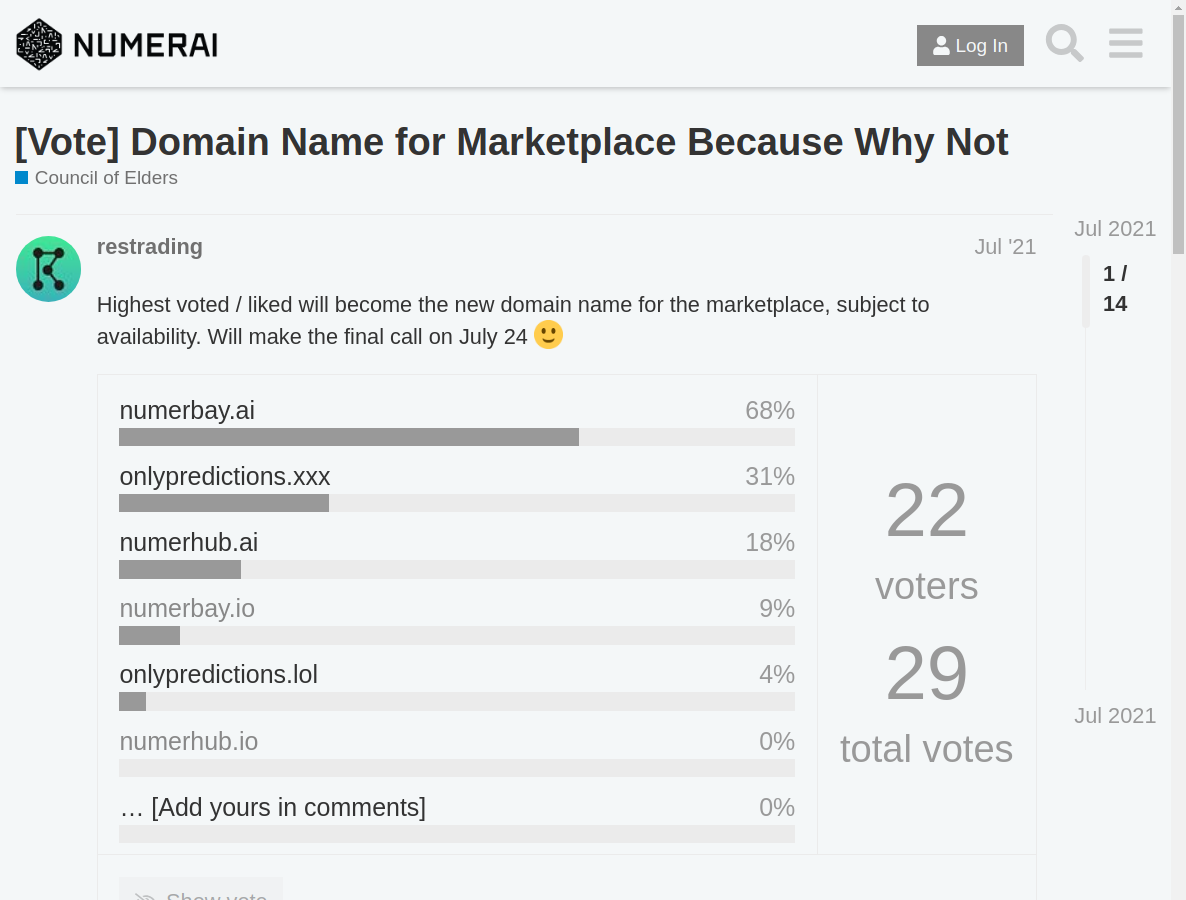 NUMERAI
Log In
[Vote] Domain Name for Marketplace Because Why Not
Council of Elders
restrading
Jul '21
Highest voted / liked will become the new domain name for the marketplace, subject to
availability. Will make the final call on July 24
numerbay.ai 68%
onlypredictions.xxx 31%
numerhub.ai 18%
numerbay.io 9%
onlypredictions.lol 4%
numerhub.io 0%
… [Add yours in comments] 0%
22
voters
29
total votes
Show vote
Jul 2021
1 /
14
Jul 2021